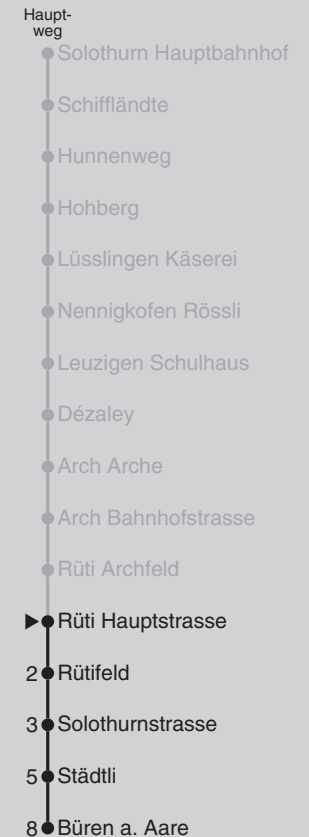 Haupt-
weg
Solothurn Hauptbahnhof
Schiffländte
Hunnenweg
Hohberg
Lüsslingen Käserei
Nennigkofen Rössli
Leuzigen Schulhaus
Dézaley
Arch Arche
Arch Bahnhofstrasse
Rüti Archfeld
Rüti Hauptstrasse
2 Rütifeld
3 Solothurnstrasse
5 Städtli
8 Büren a. Aare